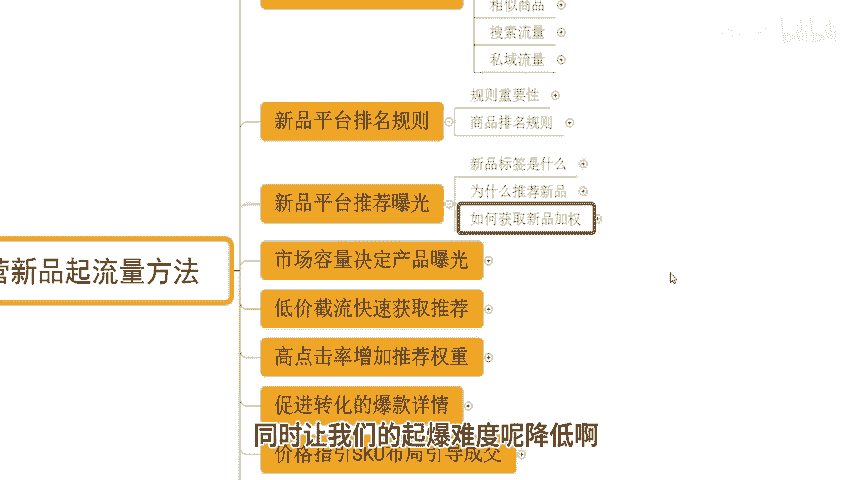 相似商品
搜索流量
私域流量
规则重要性
新品平台排名规则
商品排名规则
新品标签是什么
为什么推荐新品
新品平台推荐曝光
如何获取新品加权
市场容量决定产品曝光
营新品起流量方法
低价截流快速获取推荐
高点击率增加推荐权重
促进转化的爆款详情
同时让我们的起爆难度呢降低啊
价格指引SKU布局引导成交
bilibili